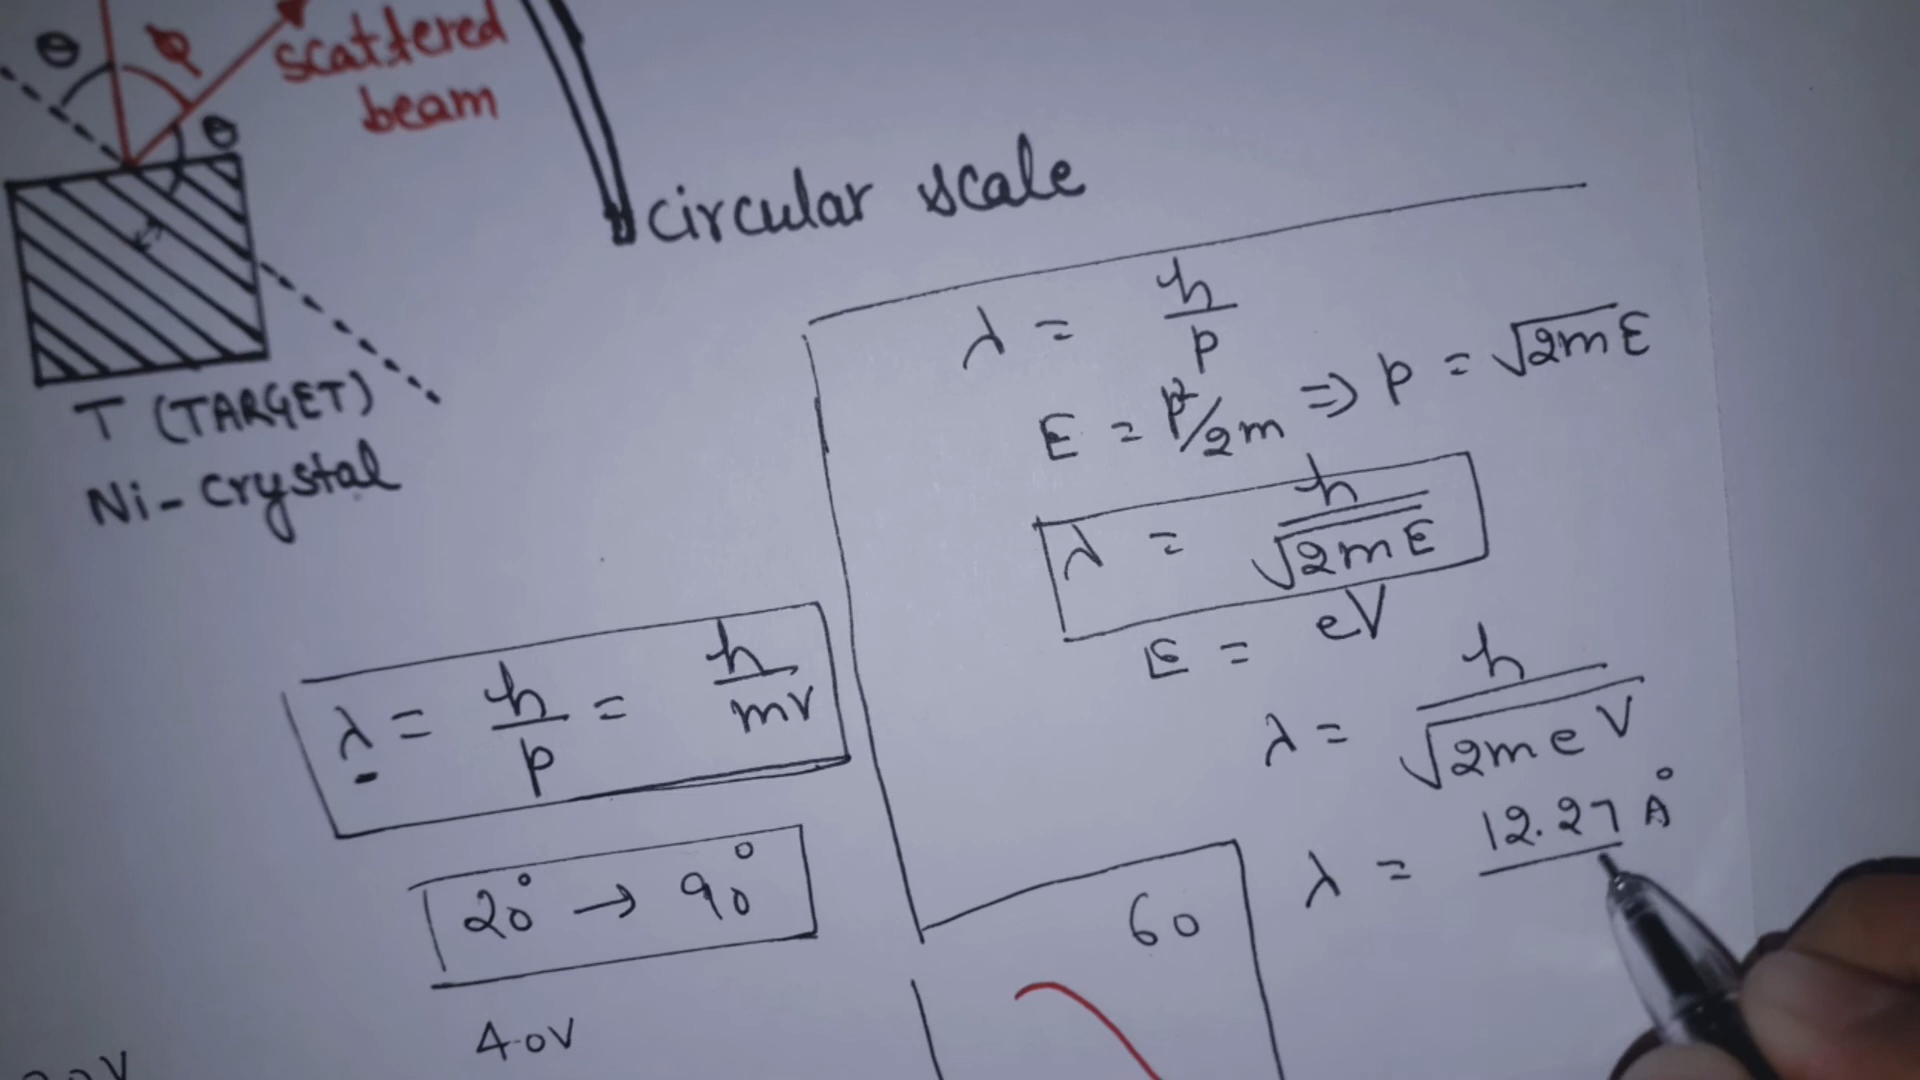 θ φ scattered
beam
θ
T (TARGET)
Ni-Crystal
circular scale
λ = h/p
E = p²/2m ⇒ p = √2mE
λ = h/√2mE
E = eV
λ = h/√2meV
λ = 12.27 Å
λ = h/p = h/mv
20° → 90°
40V
60